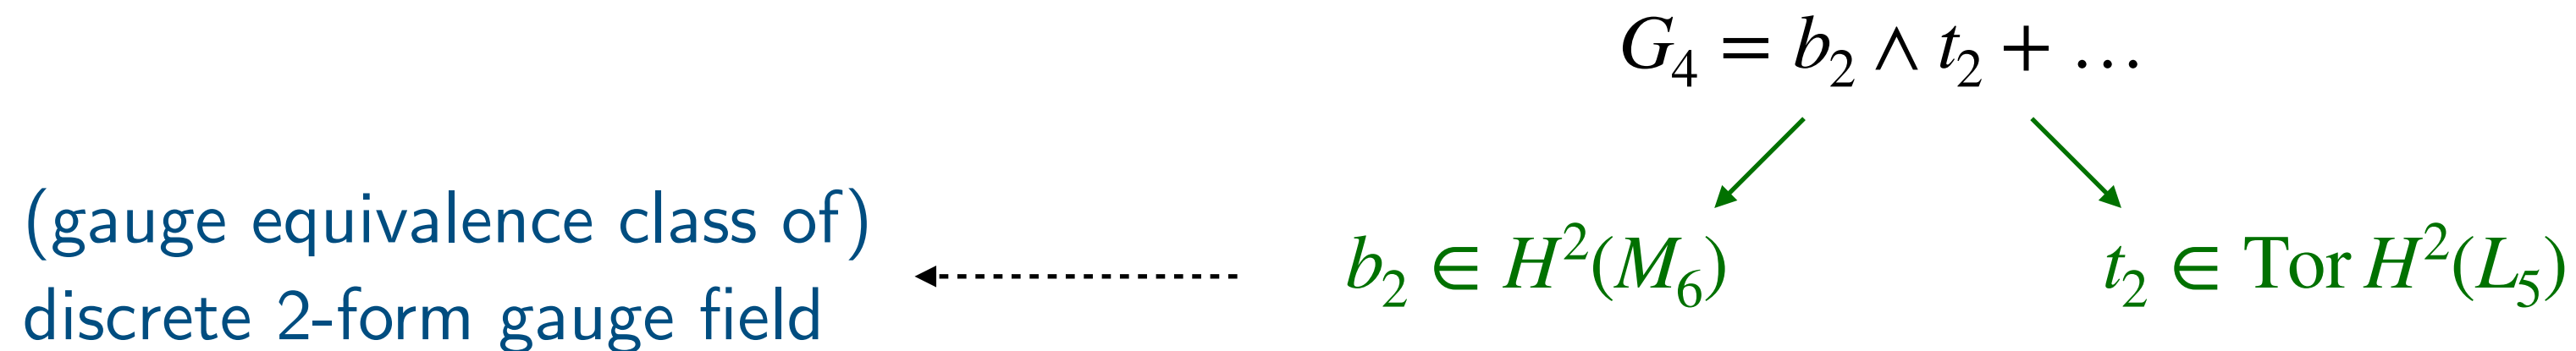 G₄ = b₂ ∧ t₂ + …
(gauge equivalence class of)
discrete 2-form gauge field
b₂ ∈ H²(M₆)
t₂ ∈ Tor H²(L₅)